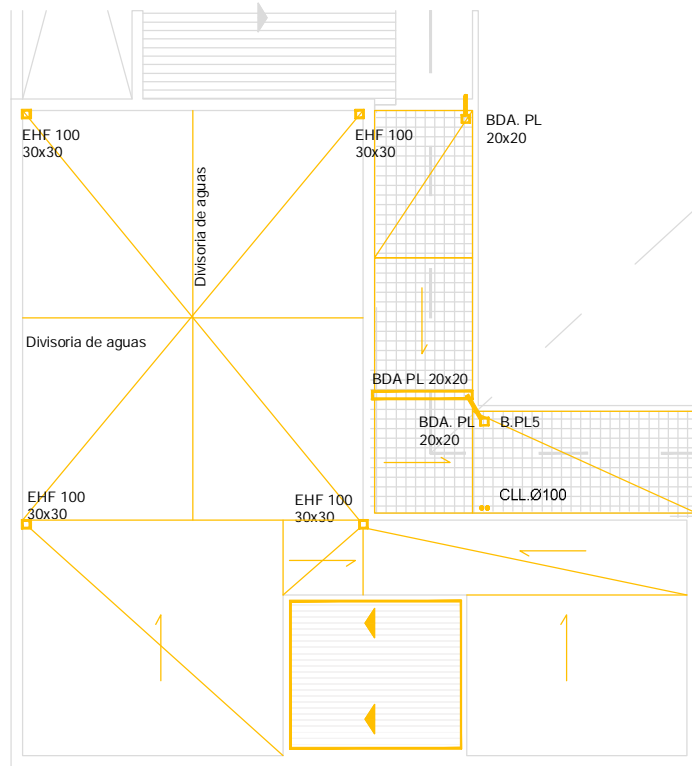 EHF 100
30x30
EHF 100
30x30
BDA. PL
20x20
Divisoria de aguas
Divisoria de aguas
BDA PL 20x20
BDA. PL
20x20
B.PL5
EHF 100
30x30
EHF 100
30x30
CLL.Ø100